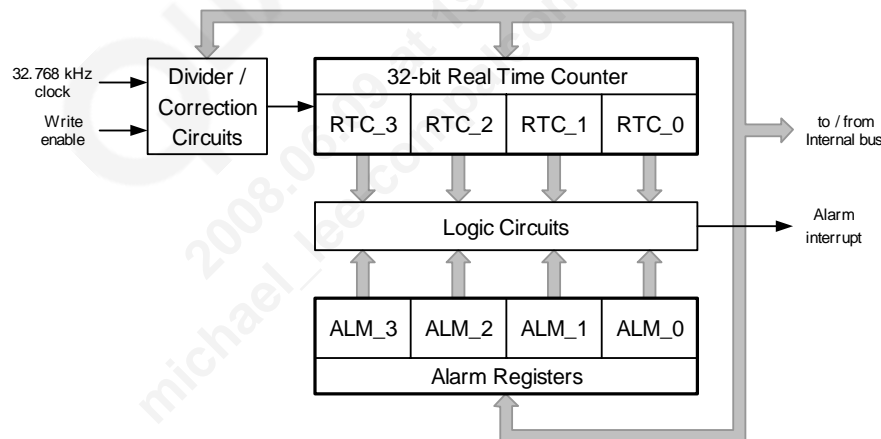 32.768 kHz
clock
Write
enable
Divider /
Correction
Circuits
32-bit Real Time Counter
RTC_3 RTC_2 RTC_1 RTC_0
to / from
Internal bus
Logic Circuits
Alarm
interrupt
ALM_3 ALM_2 ALM_1 ALM_0
Alarm Registers